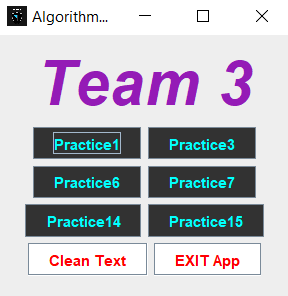 Algorithm...
Team 3
Practice1 Practice3
Practice6 Practice7
Practice14 Practice15
Clean Text EXIT App